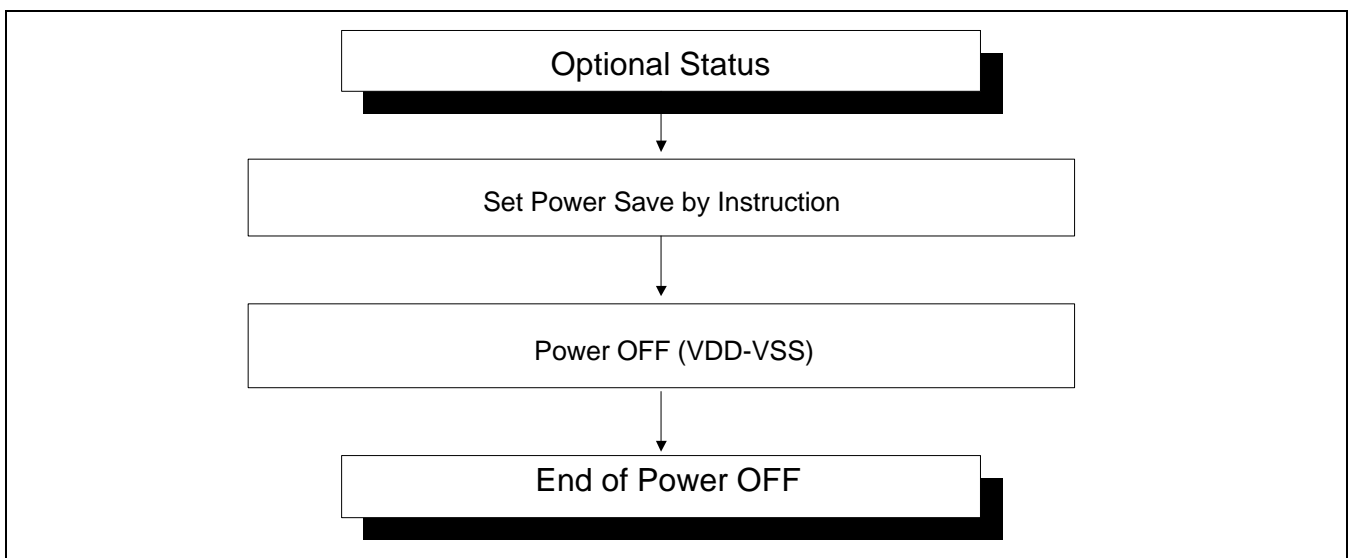 Optional Status
Set Power Save by Instruction
Power OFF (VDD-VSS)
End of Power OFF